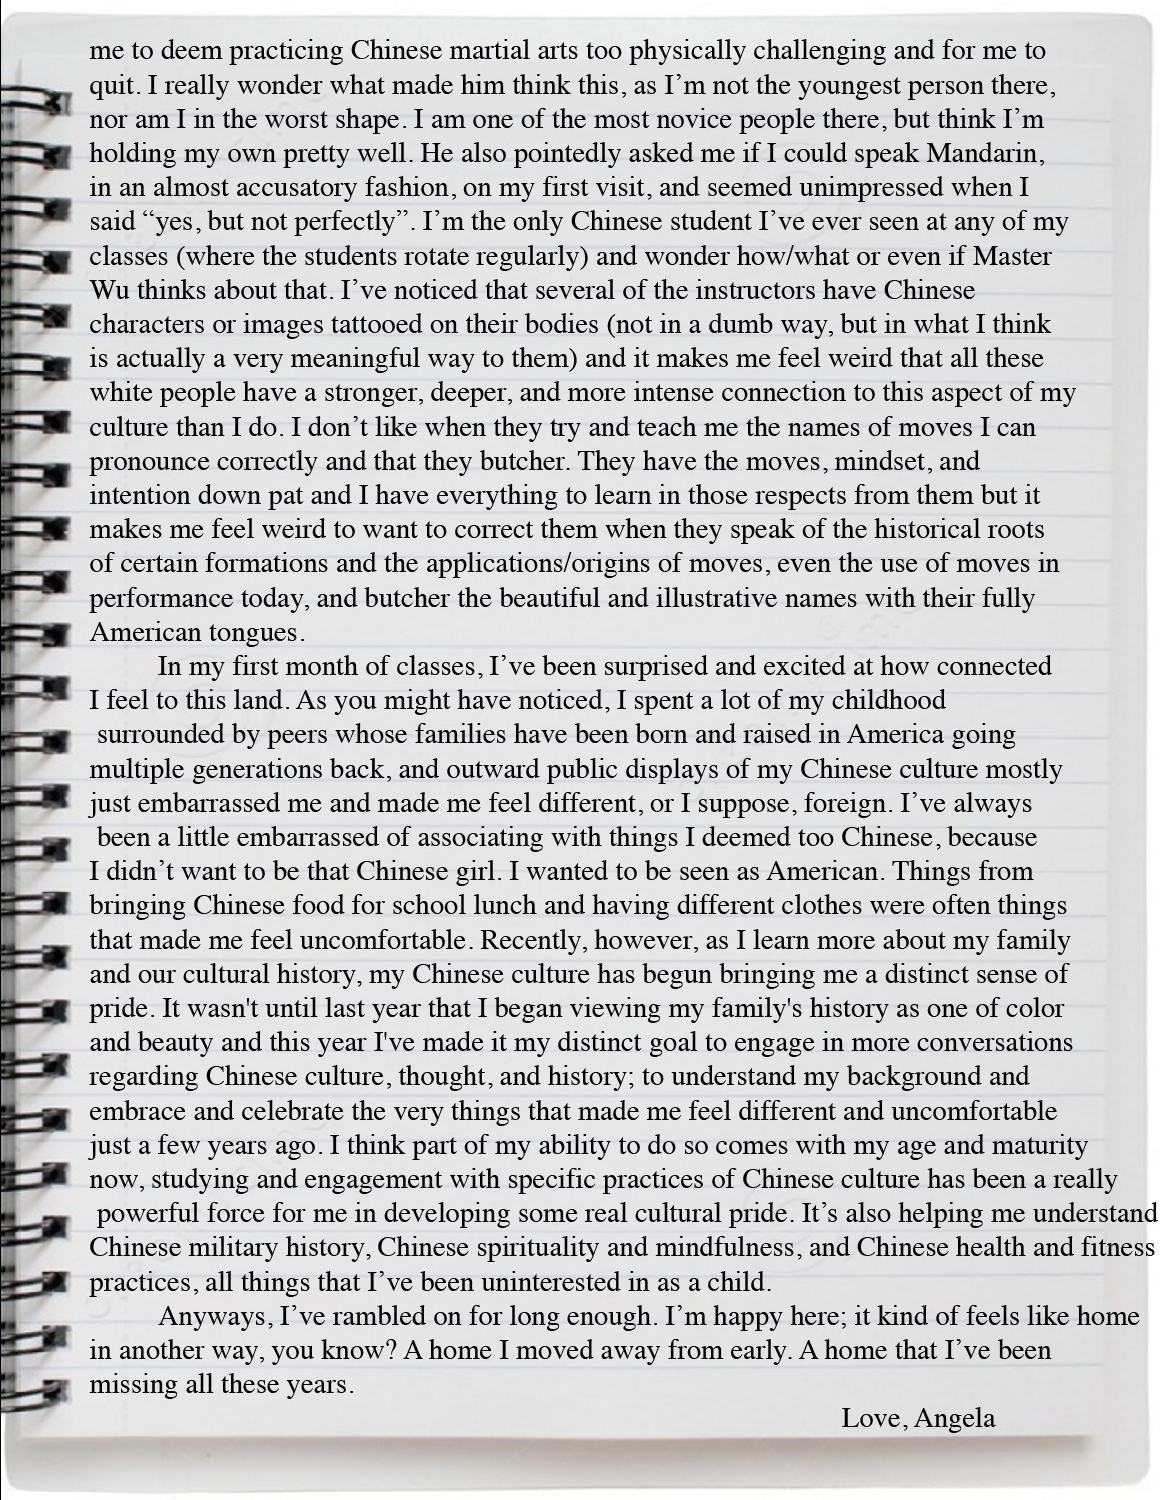 me to deem practicing Chinese martial arts too physically challenging and for me to
quit. I really wonder what made him think this, as I’m not the youngest person there,
nor am I in the worst shape. I am one of the most novice people there, but think I’m
holding my own pretty well. He also pointedly asked me if I could speak Mandarin,
in an almost accusatory fashion, on my first visit, and seemed unimpressed when I
said “yes, but not perfectly”. I’m the only Chinese student I’ve ever seen at any of my
classes (where the students rotate regularly) and wonder how/what or even if Master
Wu thinks about that. I’ve noticed that several of the instructors have Chinese
characters or images tattooed on their bodies (not in a dumb way, but in what I think
is actually a very meaningful way to them) and it makes me feel weird that all these
white people have a stronger, deeper, and more intense connection to this aspect of my
culture than I do. I don’t like when they try and teach me the names of moves I can
pronounce correctly and that they butcher. They have the moves, mindset, and
intention down pat and I have everything to learn in those respects from them but it
makes me feel weird to want to correct them when they speak of the historical roots
of certain formations and the applications/origins of moves, even the use of moves in
performance today, and butcher the beautiful and illustrative names with their fully
American tongues.
In my first month of classes, I’ve been surprised and excited at how connected
I feel to this land. As you might have noticed, I spent a lot of my childhood
surrounded by peers whose families have been born and raised in America going
multiple generations back, and outward public displays of my Chinese culture mostly
just embarrassed me and made me feel different, or I suppose, foreign. I’ve always
been a little embarrassed of associating with things I deemed too Chinese, because
I didn’t want to be that Chinese girl. I wanted to be seen as American. Things from
bringing Chinese food for school lunch and having different clothes were often things
that made me feel uncomfortable. Recently, however, as I learn more about my family
and our cultural history, my Chinese culture has begun bringing me a distinct sense of
pride. It wasn't until last year that I began viewing my family's history as one of color
and beauty and this year I've made it my distinct goal to engage in more conversations
regarding Chinese culture, thought, and history; to understand my background and
embrace and celebrate the very things that made me feel different and uncomfortable
just a few years ago. I think part of my ability to do so comes with my age and maturity
now, studying and engagement with specific practices of Chinese culture has been a really
powerful force for me in developing some real cultural pride. It’s also helping me understand
Chinese military history, Chinese spirituality and mindfulness, and Chinese health and fitness
practices, all things that I’ve been uninterested in as a child.
Anyways, I’ve rambled on for long enough. I’m happy here; it kind of feels like home
in another way, you know? A home I moved away from early. A home that I’ve been
missing all these years.
Love, Angela